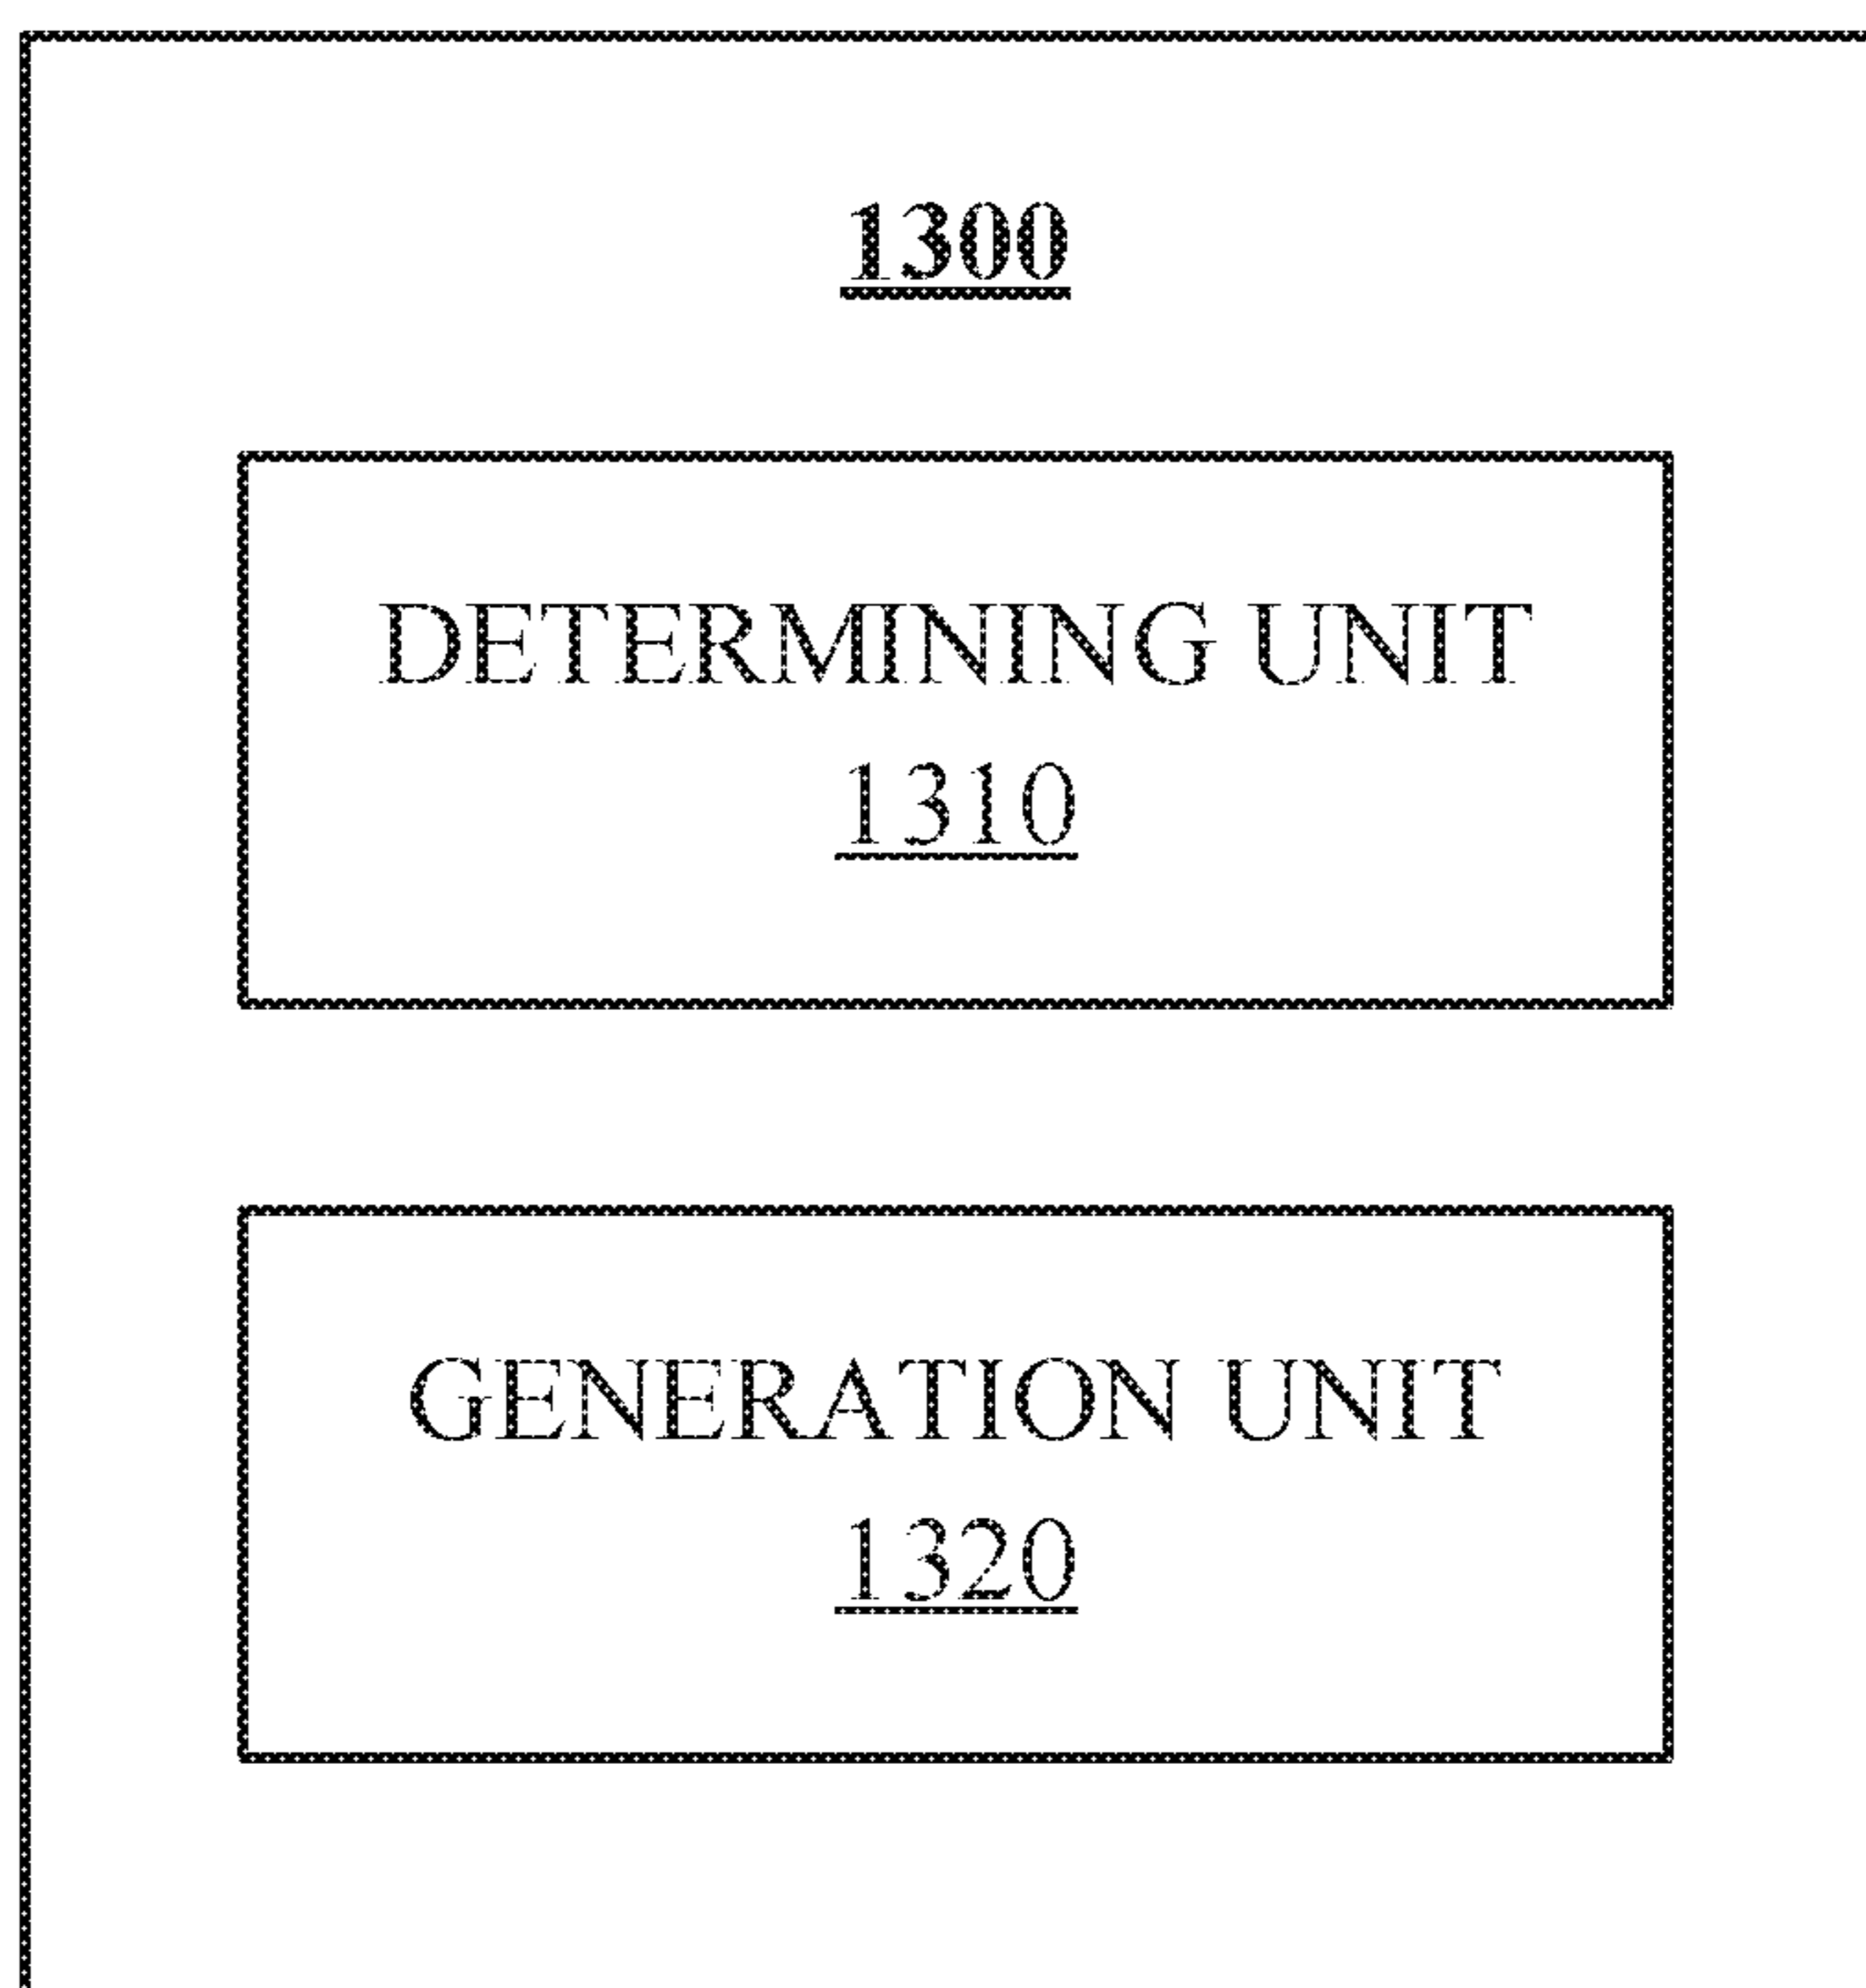 1300
DETERMINING UNIT
1310
GENERATION UNIT
1320